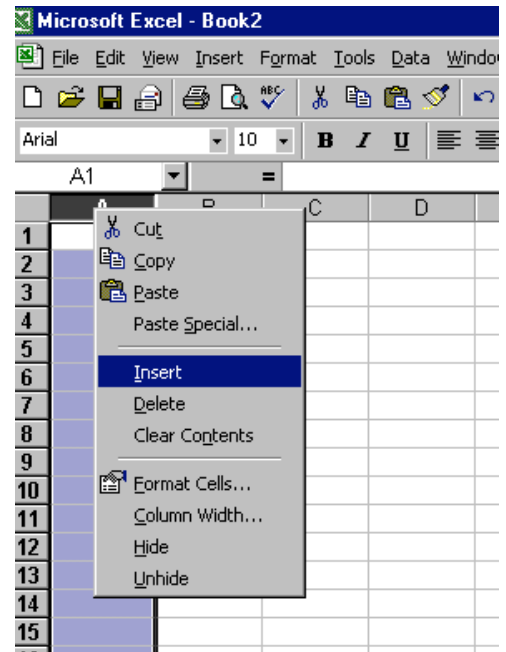 Microsoft Excel - Book2
File Edit View Insert Format Tools Data
ABC
Arial 10 B I U
A1 =
C D
1
Cut
2
Copy
3
Paste
4
Paste Special...
5
6
Insert
7
Delete
8
Clear Contents
9
10
Format Cells...
11
Column Width...
12
Hide
13
Unhide
14
15